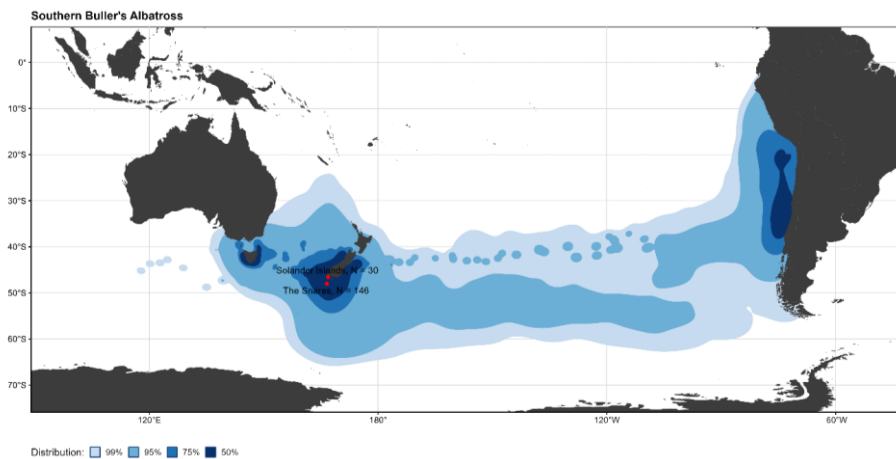 Southern Buller's Albatross
0°
10°S
20°S
30°S
40°S
Solander Islands, N = 30
50°S
The Snares, N = 146
60°S
70°S
120°E 180° 120°W 60°W
Distribution: 99% 95% 75% 50%